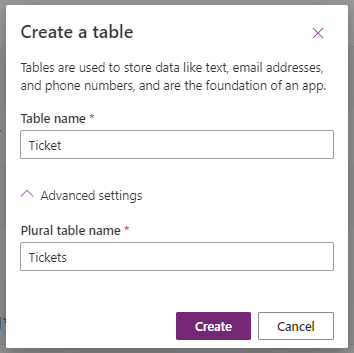 Create a table
Tables are used to store data like text, email addresses,
and phone numbers, and are the foundation of an app.
Table name *
Ticket
Advanced settings
Plural table name *
Tickets
Create Cancel